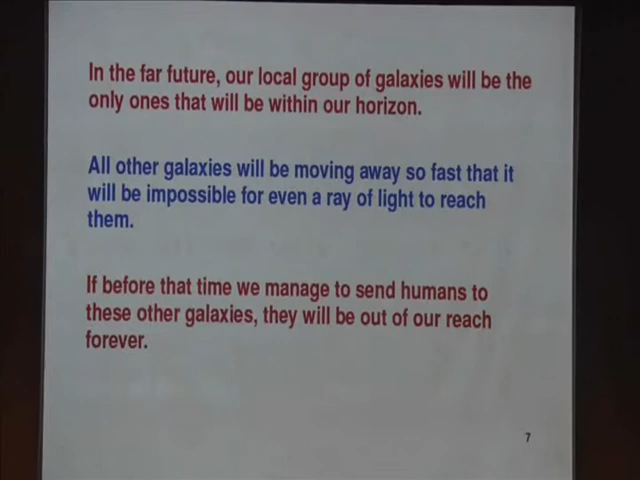 In the far future, our local group of galaxies will be the
only ones that will be within our horizon.
All other galaxies will be moving away so fast that it
will be impossible for even a ray of light to reach
them.
If before that time we manage to send humans to
these other galaxies, they will be out of our reach
forever.
7